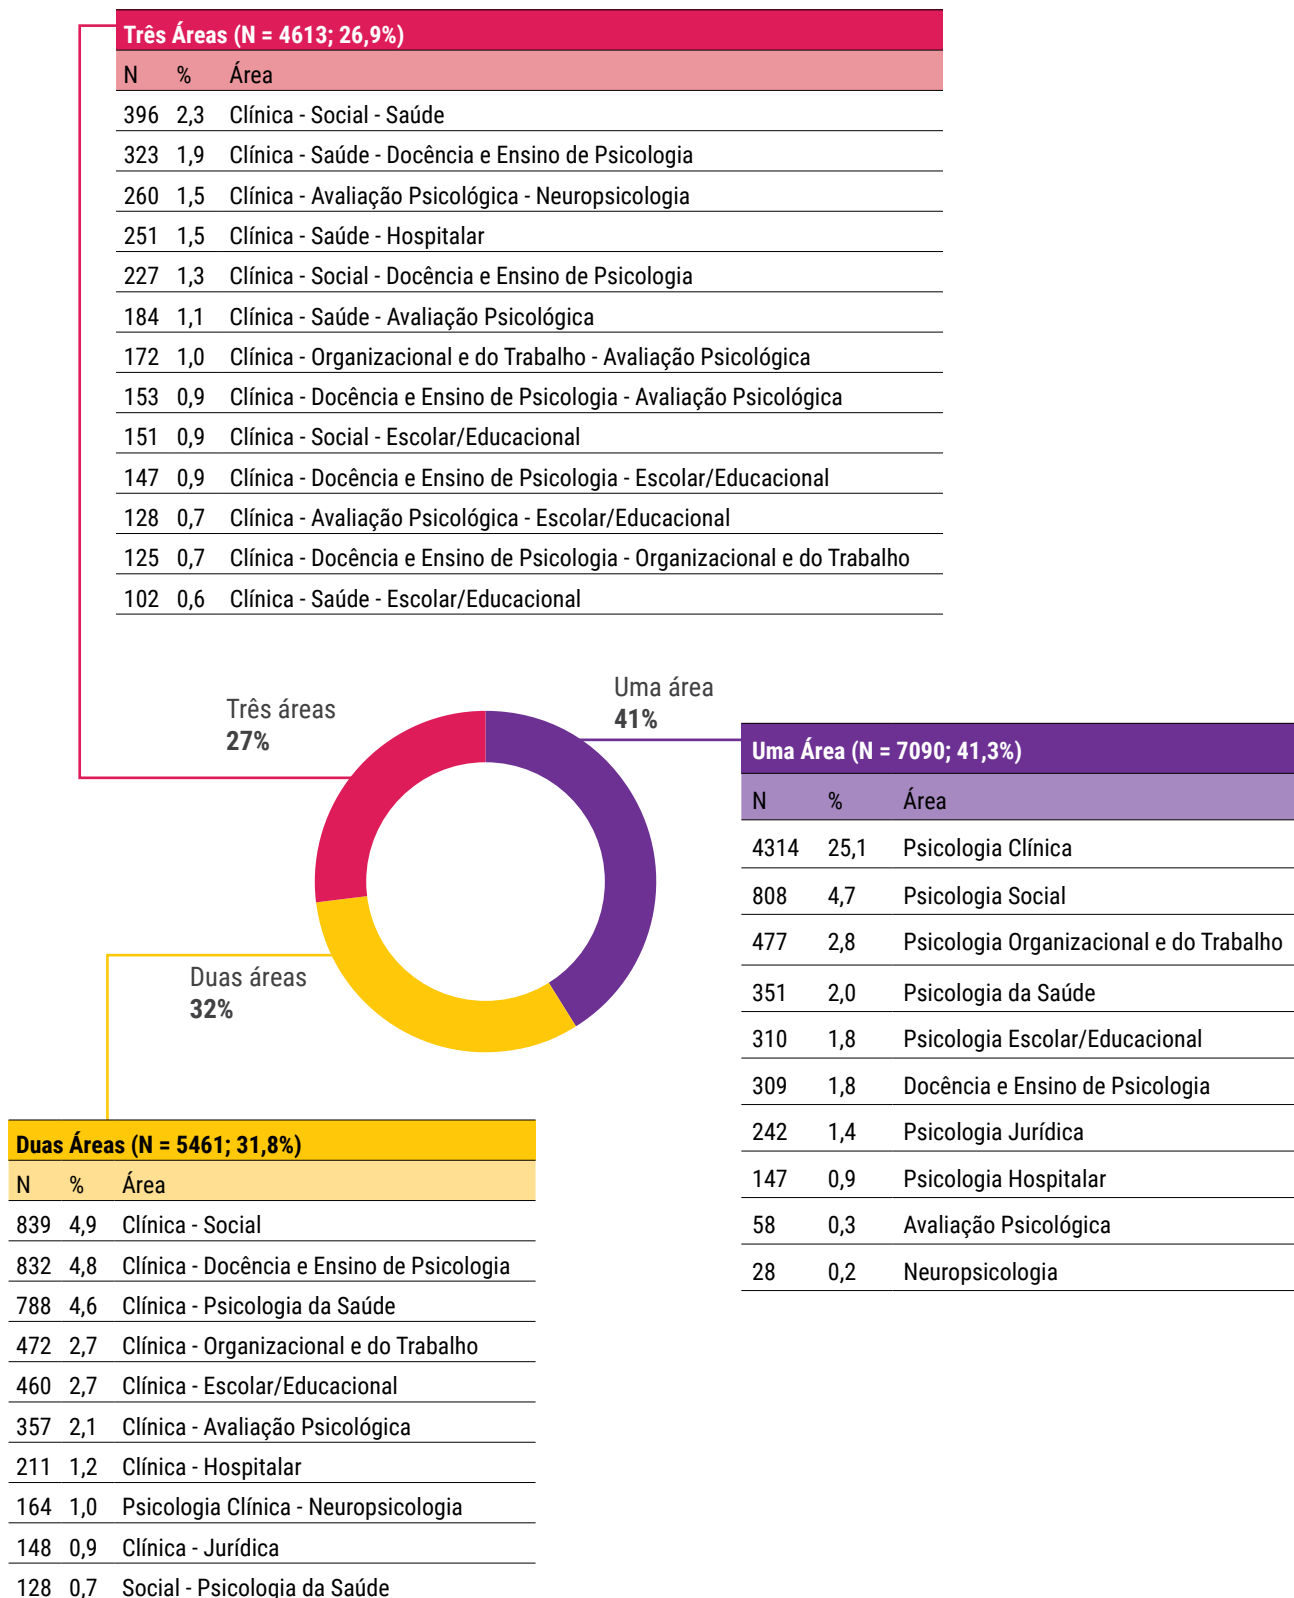 Três Áreas (N = 4613; 26,9%)
N % Área
396 2,3 Clínica - Social - Saúde
323 1,9 Clínica - Saúde - Docência e Ensino de Psicologia
260 1,5 Clínica - Avaliação Psicológica - Neuropsicologia
251 1,5 Clínica - Saúde - Hospitalar
227 1,3 Clínica - Social - Docência e Ensino de Psicologia
184 1,1 Clínica - Saúde - Avaliação Psicológica
172 1,0 Clínica - Organizacional e do Trabalho - Avaliação Psicológica
153 0,9 Clínica - Docência e Ensino de Psicologia - Avaliação Psicológica
151 0,9 Clínica - Social - Escolar/Educacional
147 0,9 Clínica - Docência e Ensino de Psicologia - Escolar/Educacional
128 0,7 Clínica - Avaliação Psicológica - Escolar/Educacional
125 0,7 Clínica - Docência e Ensino de Psicologia - Organizacional e do Trabalho
102 0,6 Clínica - Saúde - Escolar/Educacional
Três áreas
27%
Uma área
41%
Duas áreas
32%
Uma Área (N = 7090; 41,3%)
N % Área
4314 25,1 Psicologia Clínica
808 4,7 Psicologia Social
477 2,8 Psicologia Organizacional e do Trabalho
351 2,0 Psicologia da Saúde
310 1,8 Psicologia Escolar/Educacional
309 1,8 Docência e Ensino de Psicologia
242 1,4 Psicologia Jurídica
147 0,9 Psicologia Hospitalar
58 0,3 Avaliação Psicológica
28 0,2 Neuropsicologia
Duas Áreas (N = 5461; 31,8%)
N % Área
839 4,9 Clínica - Social
832 4,8 Clínica - Docência e Ensino de Psicologia
788 4,6 Clínica - Psicologia da Saúde
472 2,7 Clínica - Organizacional e do Trabalho
460 2,7 Clínica - Escolar/Educacional
357 2,1 Clínica - Avaliação Psicológica
211 1,2 Clínica - Hospitalar
164 1,0 Psicologia Clínica - Neuropsicologia
148 0,9 Clínica - Jurídica
128 0,7 Social - Psicologia da Saúde